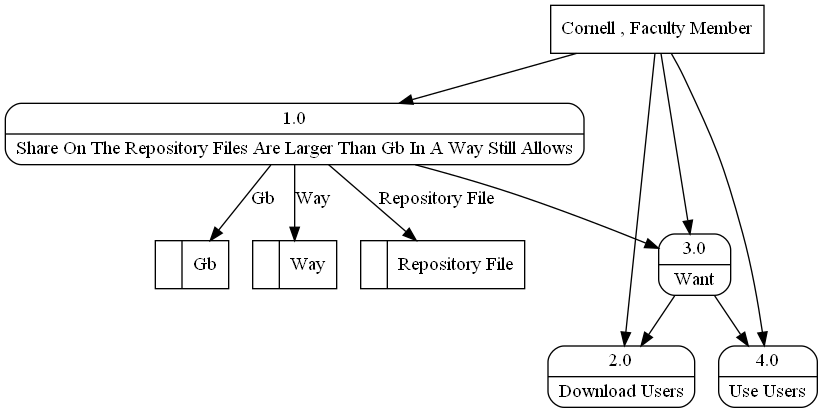 Cornell , Faculty Member
1.0
Share On The Repository Files Are Larger Than Gb In A Way Still Allows
Gb
Way
Repository File
Gb
Way
Repository File
3.0
Want
2.0
Download Users
4.0
Use Users